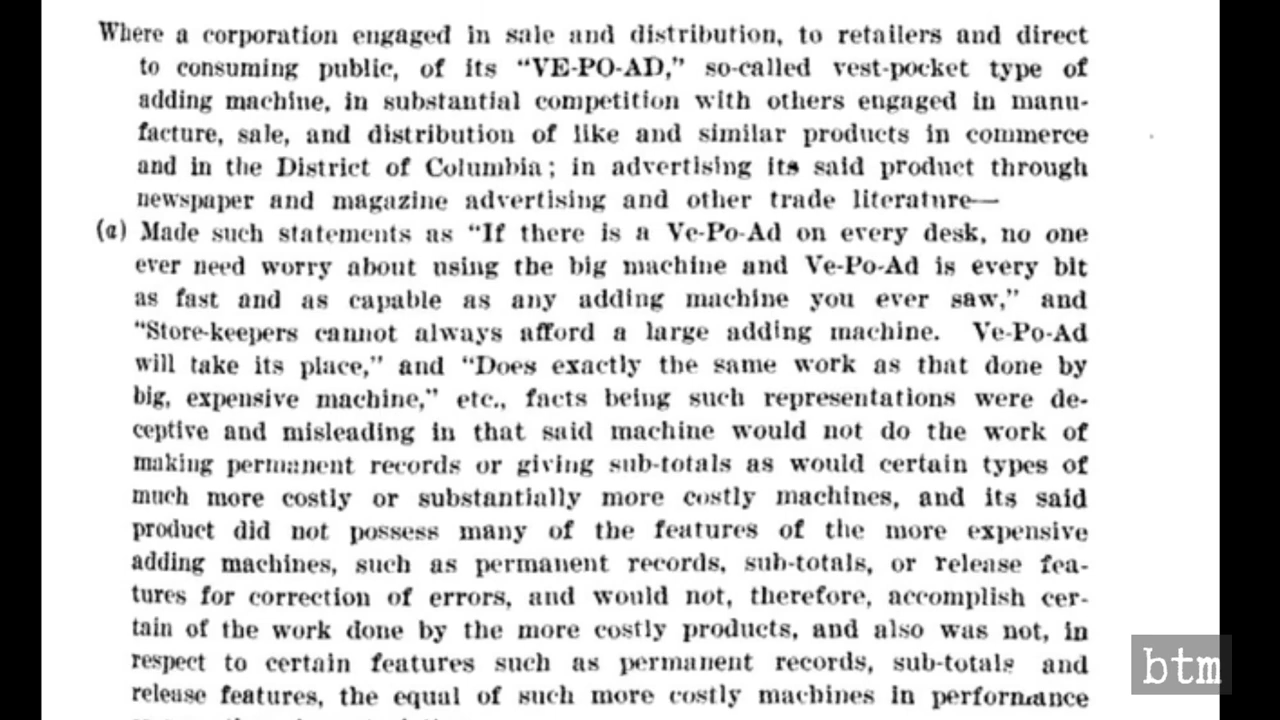 Where a corporation engaged in sale and distribution, to retailers and direct
to consuming public, of its “VE-PO-AD,” so-called vest-pocket type of
adding machine, in substantial competition with others engaged in manu-
facture, sale, and distribution of like and similar products in commerce
and in the District of Columbia; in advertising its said product through
newspaper and magazine advertising and other trade literature—
(a) Made such statements as “If there is a Ve-Po-Ad on every desk, no one
ever need worry about using the big machine and Ve-Po-Ad is every bit
as fast and as capable as any adding machine you ever saw,” and
“Store-keepers cannot always afford a large adding machine. Ve-Po-Ad
will take its place,” and “Does exactly the same work as that done by
big, expensive machine,” etc., facts being such representations were de-
ceptive and misleading in that said machine would not do the work of
making permanent records or giving sub-totals as would certain types of
much more costly or substantially more costly machines, and its said
product did not possess many of the features of the more expensive
adding machines, such as permanent records, sub-totals, or release fea-
tures for correction of errors, and would not, therefore, accomplish cer-
tain of the work done by the more costly products, and also was not, in
respect to certain features such as permanent records, sub-totals and
release features, the equal of such more costly machines in performance
btm